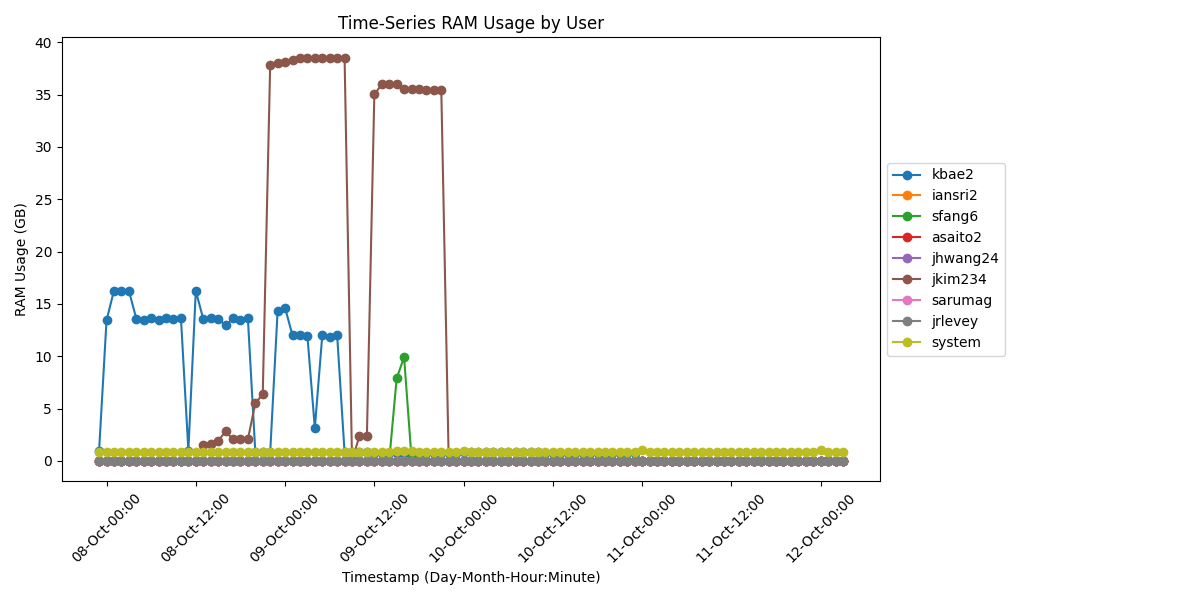 Time-Series RAM Usage by User
40
35
30
25
20
15
10
5
0
RAM Usage (GB)
08-Oct-00:00
08-Oct-12:00
09-Oct-00:00
09-Oct-12:00
10-Oct-00:00
10-Oct-12:00
11-Oct-00:00
11-Oct-12:00
12-Oct-00:00
Timestamp (Day-Month-Hour:Minute)
kbae2
iansri2
sfang6
asaito2
jhwang24
jkim234
sarumag
jrlevey
system